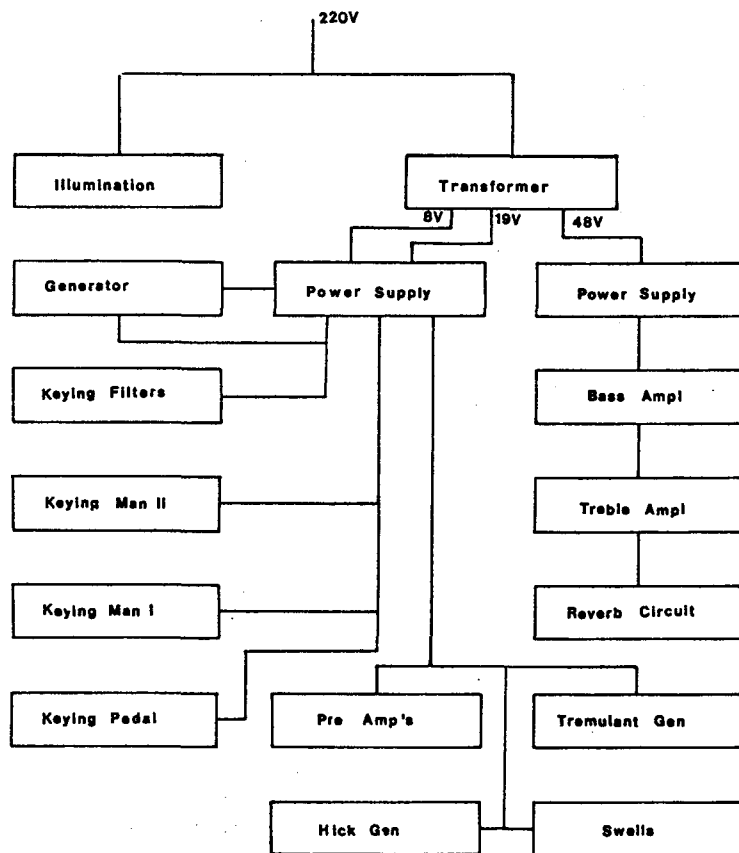 220V
Illumination
Transformer
8V
19V
48V
Generator
Power Supply
Power Supply
Keying Filters
Bass Ampl
Keying Man II
Treble Ampl
Keying Man I
Reverb Circuit
Keying Pedal
Pre Amp's
Tremulant Gen
Hick Gen
Swells